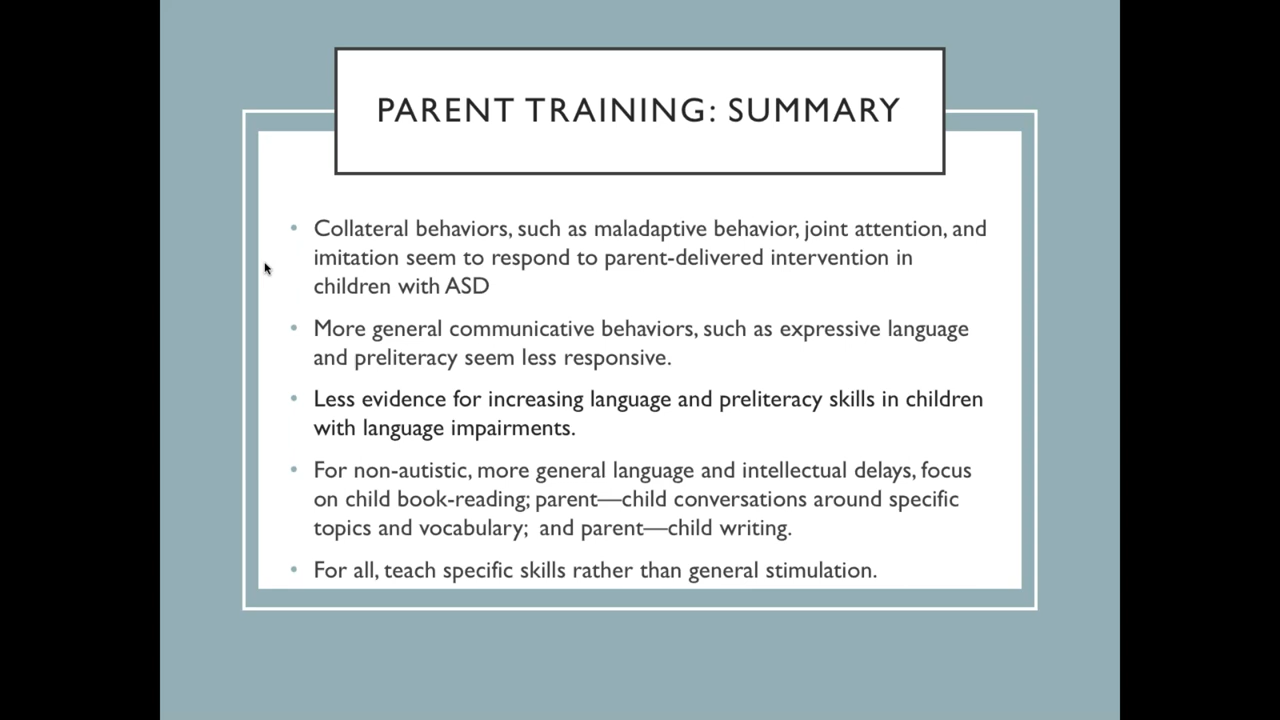 PARENT TRAINING: SUMMARY
• Collateral behaviors, such as maladaptive behavior, joint attention, and
imitation seem to respond to parent-delivered intervention in
children with ASD
• More general communicative behaviors, such as expressive language
and preliteracy seem less responsive.
• Less evidence for increasing language and preliteracy skills in children
with language impairments.
• For non-autistic, more general language and intellectual delays, focus
on child book-reading; parent—child conversations around specific
topics and vocabulary;  and parent—child writing.
• For all, teach specific skills rather than general stimulation.